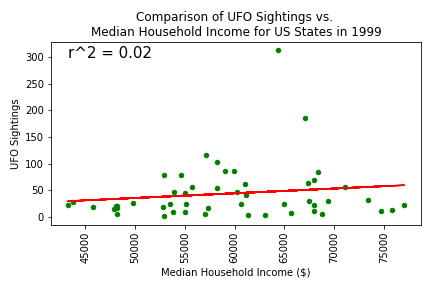 Comparison of UFO Sightings vs.
Median Household Income for US States in 1999
r^2 = 0.02
UFO Sightings
300
250
200
150
100
50
0
45000
50000
55000
60000
65000
70000
75000
Median Household Income ($)